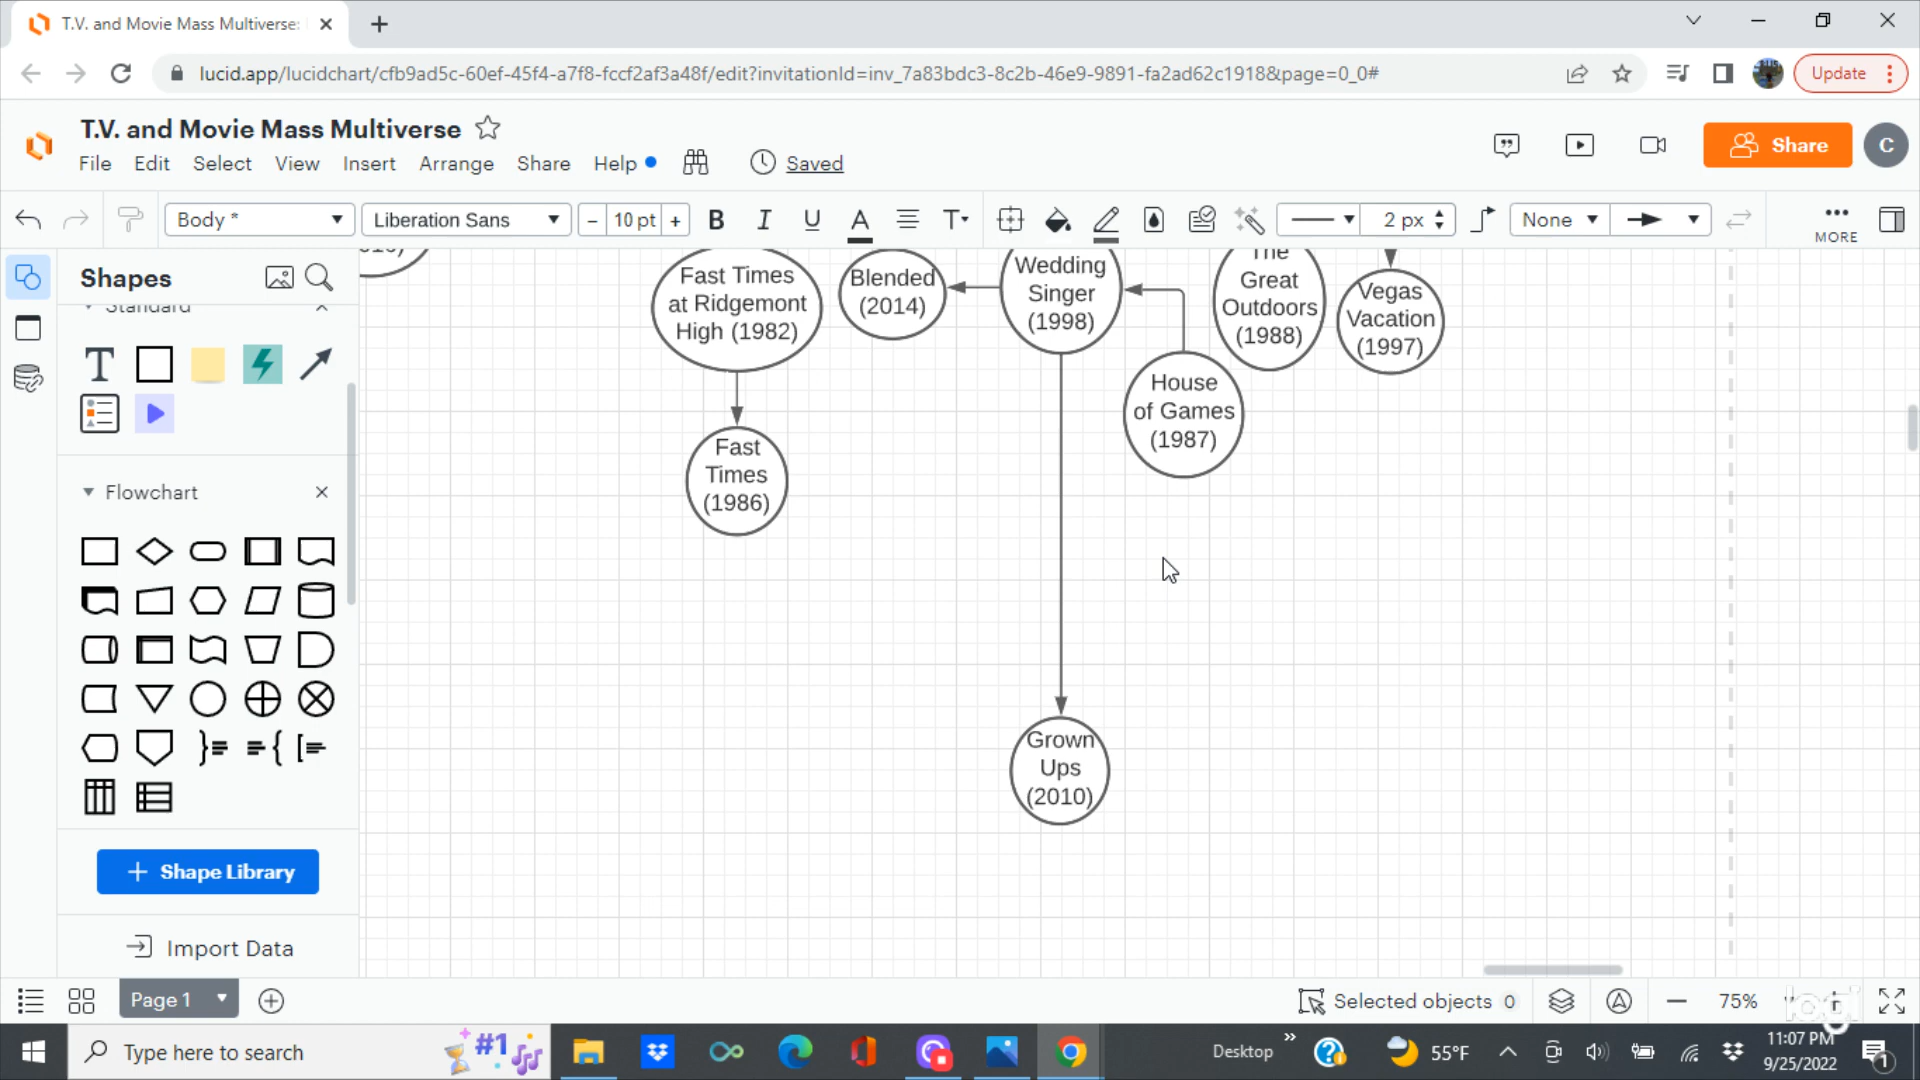 T.V. and Movie Mass Multiverse:
lucid.app/lucidchart/cfb9ad5c-60ef-45f4-a7f8-fccf2af3a48f/edit?invitationId=inv_7a83bdc3-8c2b-46e9-9891-fa2ad62c1918&page=0_0#
Update
T.V. and Movie Mass Multiverse
File Edit Select View Insert Arrange Share Help Saved
Share
C
Body *
Liberation Sans
− 10 pt +
B I U A T
2 px
None
MORE
Shapes
Standard
T
Flowchart
Shape Library
Import Data
Fast Times
at Ridgemont
High (1982)
Blended
(2014)
Wedding
Singer
(1998)
The
Great
Outdoors
(1988)
Vegas
Vacation
(1997)
House
of Games
(1987)
Fast
Times
(1986)
Grown
Ups
(2010)
Page 1
Selected objects 0
75%
logi
Type here to search
#1
Desktop
55°F
11:07 PM
9/25/2022
1